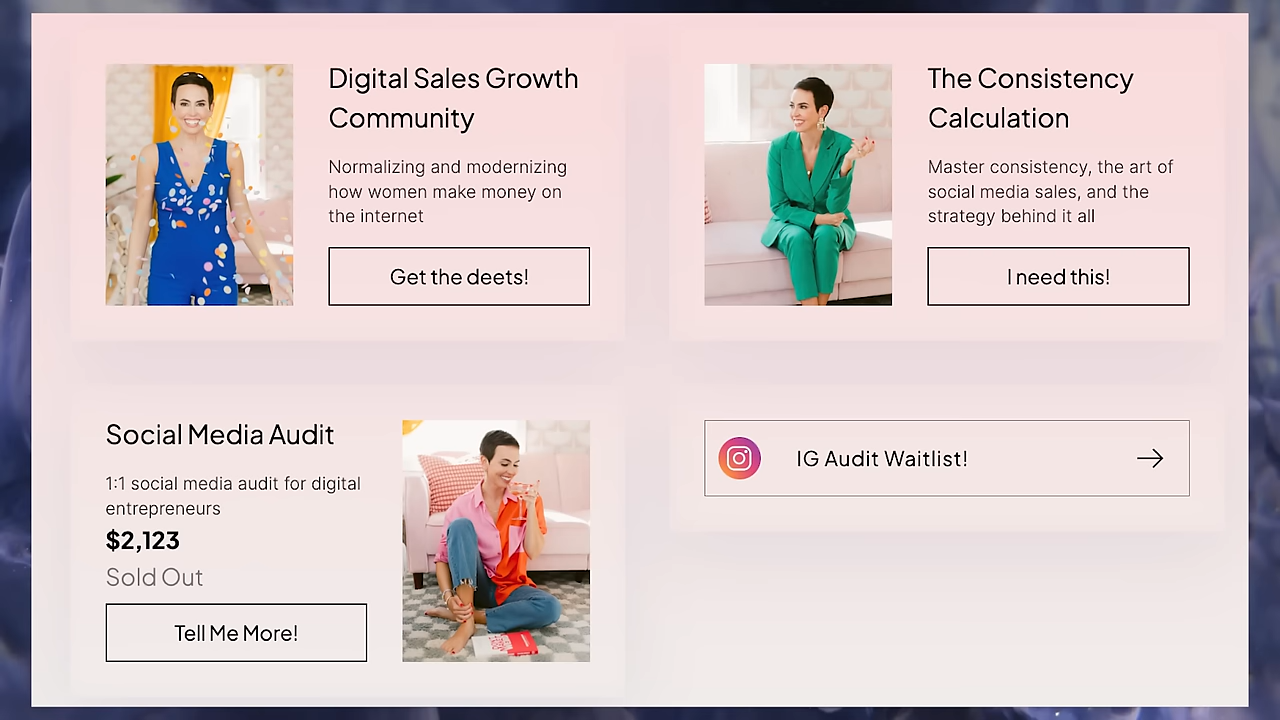 Digital Sales Growth
Community
Normalizing and modernizing
how women make money on
the internet
Get the deets!
The Consistency
Calculation
Master consistency, the art of
social media sales, and the
strategy behind it all
I need this!
Social Media Audit
1:1 social media audit for digital
entrepreneurs
$2,123
Sold Out
Tell Me More!
IG Audit Waitlist!